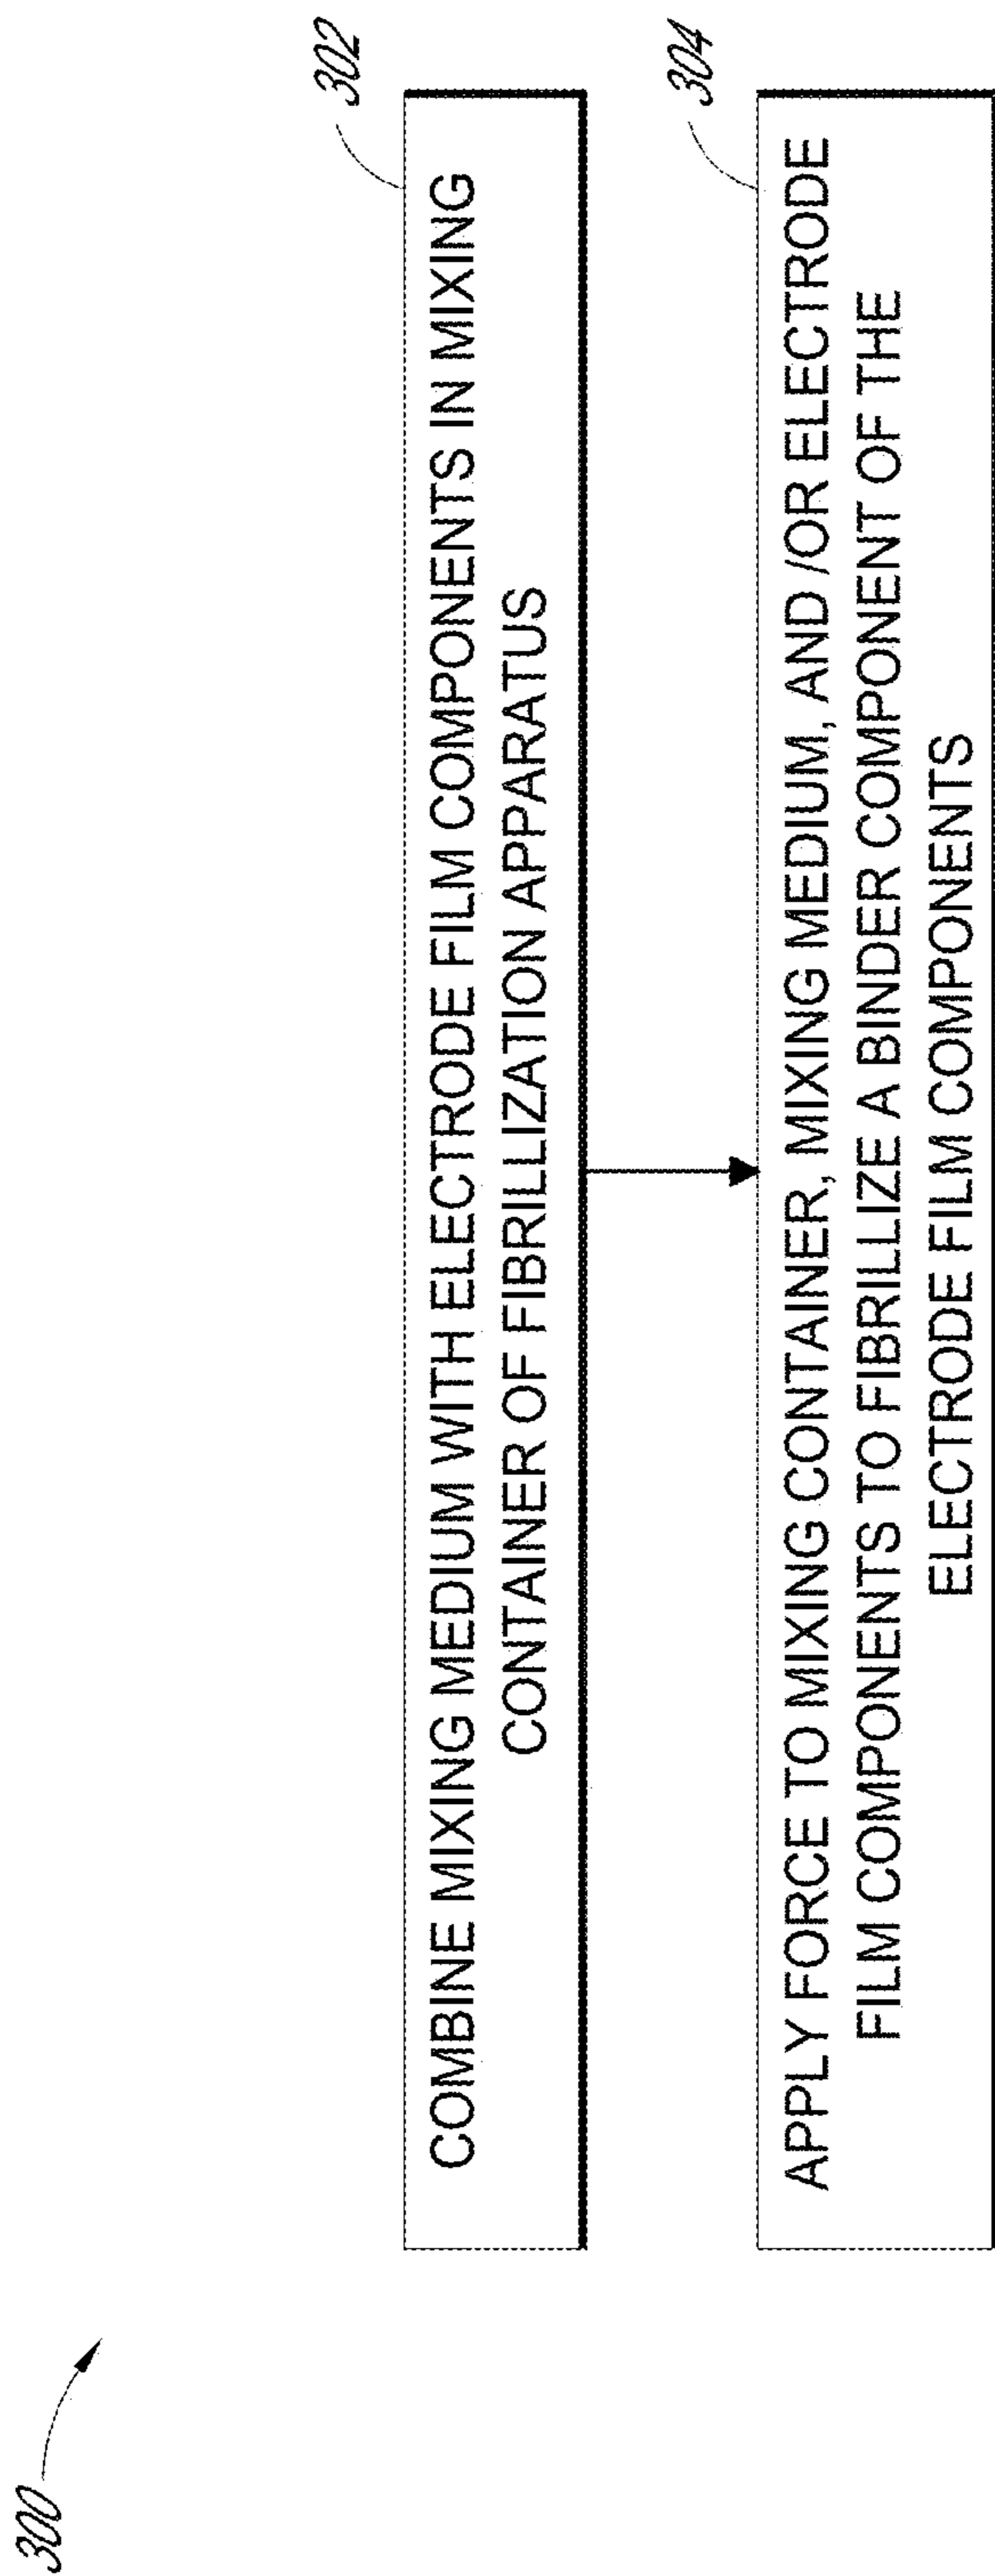 300
302
COMBINE MIXING MEDIUM WITH ELECTRODE FILM COMPONENTS IN MIXING
CONTAINER OF FIBRILLIZATION APPARATUS
304
APPLY FORCE TO MIXING CONTAINER, MIXING MEDIUM, AND /OR ELECTRODE
FILM COMPONENTS TO FIBRILLIZE A BINDER COMPONENT OF THE
ELECTRODE FILM COMPONENTS